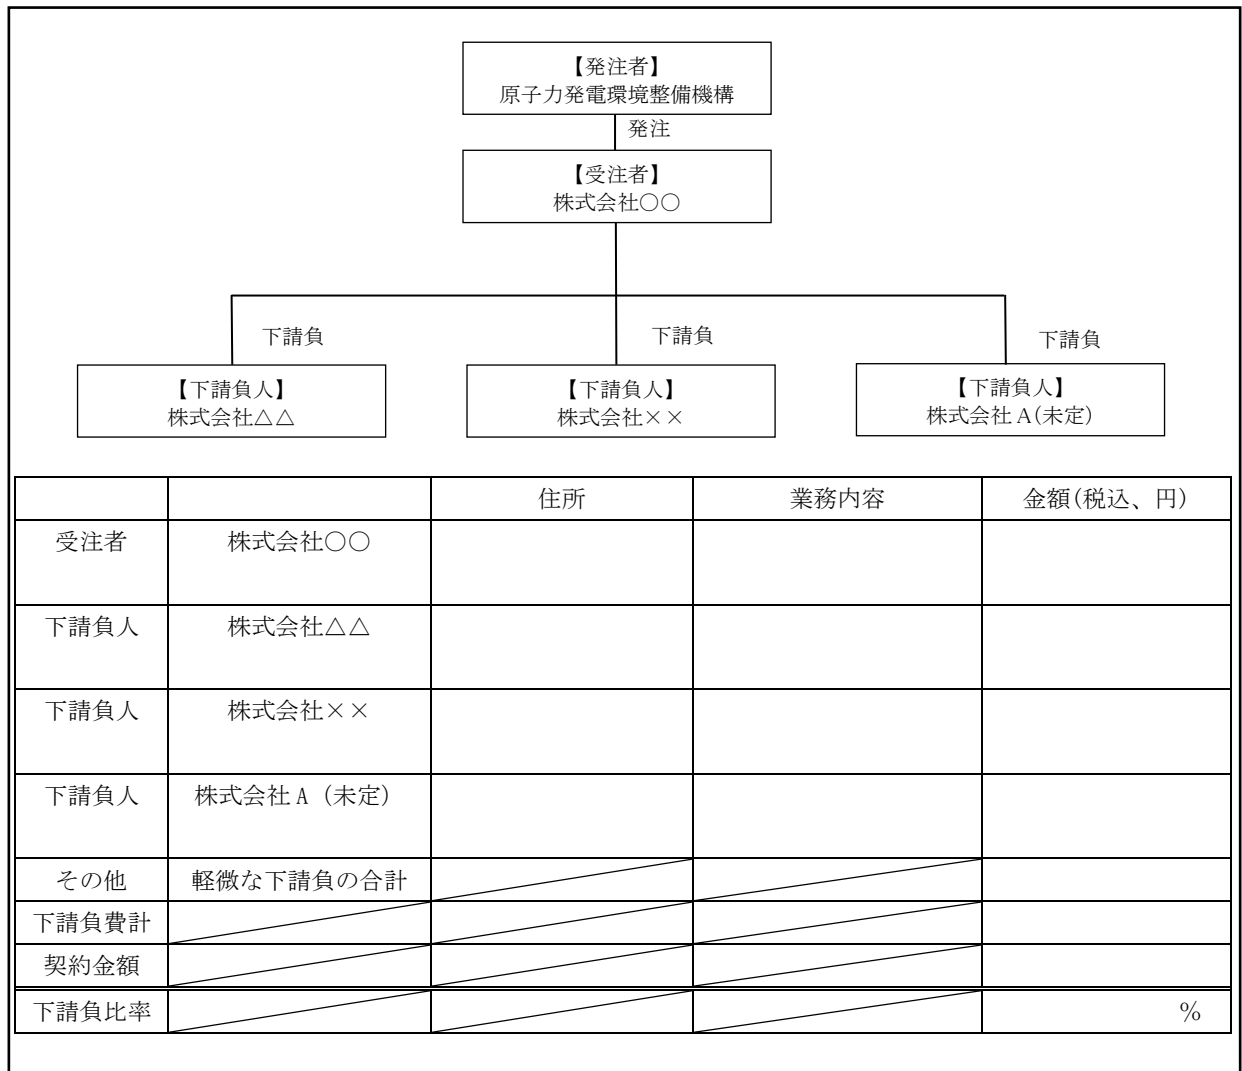 【発注者】
原子力発電環境整備機構
発注
【受注者】
株式会社○○
下請負
下請負
下請負
【下請負人】
株式会社△△
【下請負人】
株式会社××
【下請負人】
株式会社A(未定)
住所 業務内容 金額(税込、円)
受注者 株式会社○○
下請負人 株式会社△△
下請負人 株式会社××
下請負人 株式会社A (未定)
その他 軽微な下請負の合計
下請負費計
契約金額
下請負比率 %